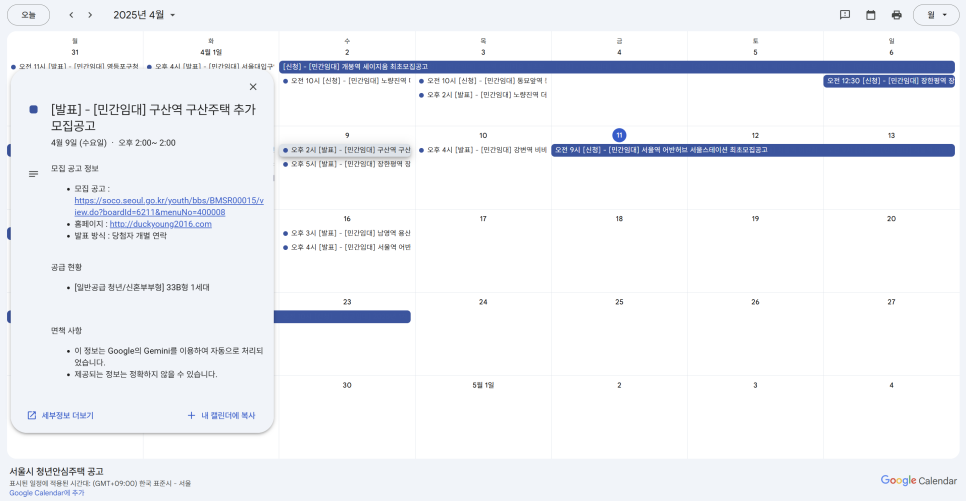 오늘
2025년 4월
월
월 화 수 목 금 토 일
31 4월 1일 2 3 4 5 6
오전 11시 [발표] - [민간임대] 영등포구청
오후 4시 [발표] - [민간임대] 서울대입구
[신청] - [민간임대] 개봉역 세이지움 최초모집공고
오전 10시 [신청] - [민간임대] 노량진역
오전 10시 [신청] - [민간임대] 동묘앞역
오전 12:30 [신청] - [민간임대] 장한평역 장
오후 2시 [발표] - [민간임대] 노량진역 더
[발표] - [민간임대] 구산역 구산주택 추가
모집공고
4월 9일 (수요일) · 오후 2:00~ 2:00
모집 공고 정보
• 모집 공고 :
https://soco.seoul.go.kr/youth/bbs/BMSR00015/v
iew.do?boardId=6211&menuNo=400008
• 홈페이지 : http://duckyoung2016.com
• 발표 방식 : 당첨자 개별 연락
공급 현황
• [일반공급 청년/신혼부부형] 33B형 1세대
면책 사항
• 이 정보는 Google의 Gemini를 이용하여 자동으로 처리되
었습니다.
• 제공되는 정보는 정확하지 않을 수 있습니다.
세부정보 더보기
내 캘린더에 복사
9 10 11 12 13
오후 2시 [발표] - [민간임대] 구산역 구산
오후 4시 [발표] - [민간임대] 강변역 비비
오전 9시 [신청] - [민간임대] 서울역 어반허브 서울스테이션 최초모집공고
오후 5시 [발표] - [민간임대] 장한평역 장
16 17 18 19 20
오후 3시 [발표] - [민간임대] 남영역 용산
오후 4시 [발표] - [민간임대] 서울역 어반
23 24 25 26 27
30 5월 1일 2 3 4
서울시 청년안심주택 공고
표시된 일정에 적용된 시간대: (GMT+09:00) 한국 표준시 - 서울
Google Calendar에 추가
Google Calendar